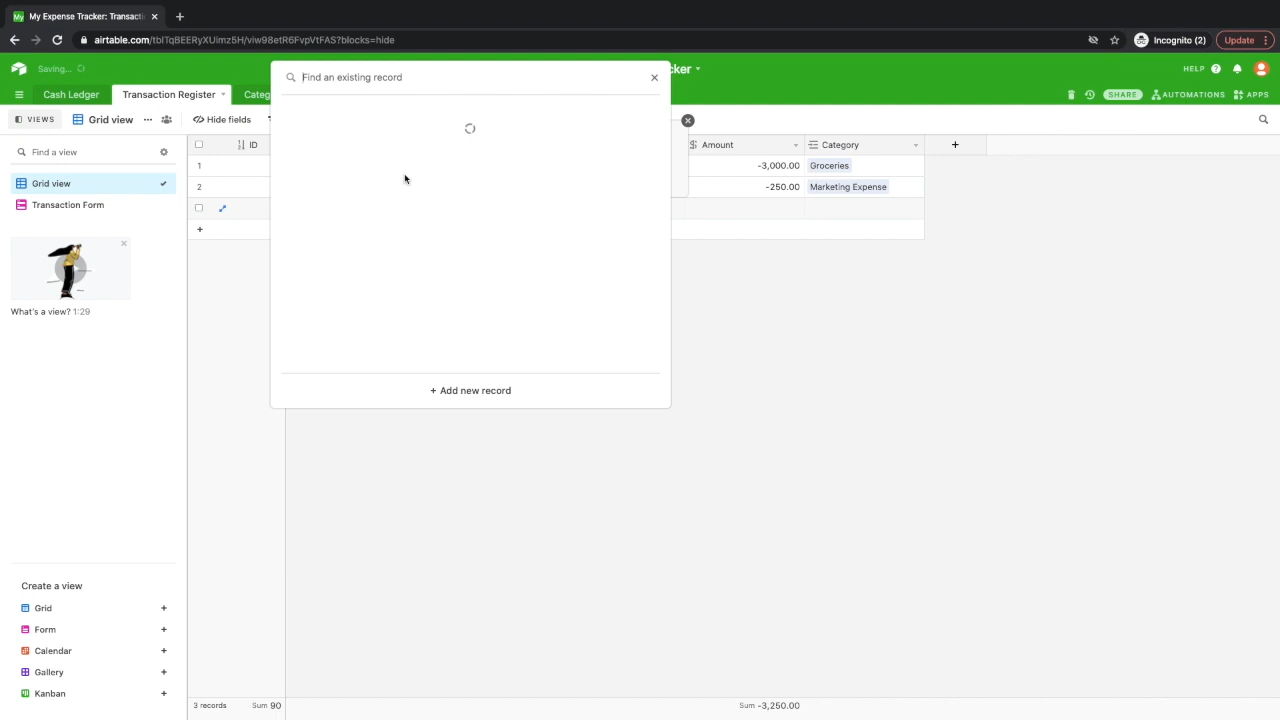 My Expense Tracker: Transacti
airtable.com/tblTqBEERyXUimz5H/viw98etR6FvpVtFAS?blocks=hide
Incognito (2)
Update
Saving...
cker
HELP
Cash Ledger
Transaction Register
Categ
SHARE
AUTOMATIONS
APPS
VIEWS
Grid view
Hide fields
Find an existing record
+ Add new record
Find a view
Grid view
Transaction Form
What's a view? 1:29
ID
Amount
Category
1
-3,000.00
Groceries
2
-250.00
Marketing Expense
+
Create a view
Grid
Form
Calendar
Gallery
Kanban
3 records
Sum 90
Sum -3,250.00